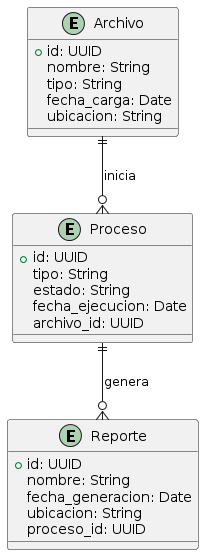 E Archivo
id: UUID
nombre: String
tipo: String
fecha_carga: Date
ubicacion: String
inicia
E Proceso
id: UUID
tipo: String
estado: String
fecha_ejecucion: Date
archivo_id: UUID
genera
E Reporte
id: UUID
nombre: String
fecha_generacion: Date
ubicacion: String
proceso_id: UUID